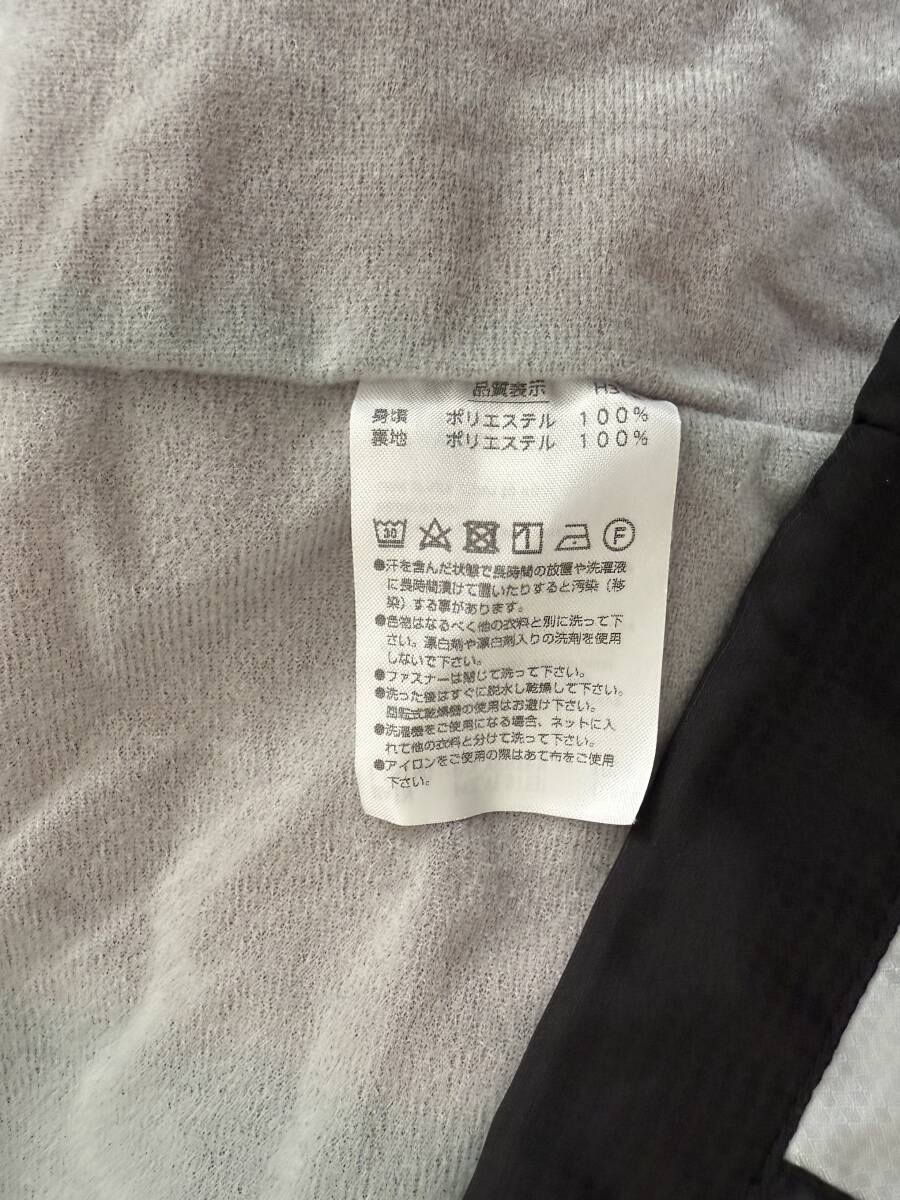 品質表示 H3
身頃 ポリエステル 100%
裏地 ポリエステル 100%
30 F
●汗を含んだ状態で長時間の放置や洗濯液
に長時間漬けて置いたりすると汚染(移
染)する事があります。
●色物はなるべく他の衣料と別に洗って下
さい。漂白剤や漂白剤入りの洗剤を使用
しないで下さい。
●ファスナーは閉じて洗って下さい。
●洗った後はすぐに脱水し乾燥して下さい。
回転式乾燥機の使用はお避け下さい。
●洗濯機をご使用になる場合、ネットに入
れて他の衣料と分けて洗って下さい。
●アイロンをご使用の際はあて布をご使用
下さい。